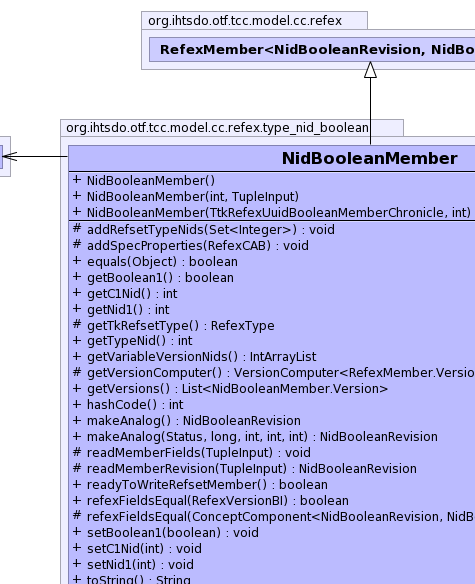 org.ihtsdo.otf.tcc.model.cc.refex
RefexMember<NidBooleanRevision, NidBo
org.ihtsdo.otf.tcc.model.cc.refex.type_nid_boolean
NidBooleanMember
+ NidBooleanMember()
+ NidBooleanMember(int, TupleInput)
+ NidBooleanMember(TtkRefexUuidBooleanMemberChronicle, int)
# addRefsetTypeNids(Set<Integer>) : void
# addSpecProperties(RefexCAB) : void
+ equals(Object) : boolean
+ getBoolean1() : boolean
+ getC1Nid() : int
+ getNid1() : int
# getTkRefsetType() : RefexType
+ getTypeNid() : int
+ getVariableVersionNids() : IntArrayList
# getVersionComputer() : VersionComputer<RefexMember.Versio
+ getVersions() : List<NidBooleanMember.Version>
+ hashCode() : int
+ makeAnalog() : NidBooleanRevision
+ makeAnalog(Status, long, int, int, int) : NidBooleanRevision
# readMemberFields(TupleInput) : void
# readMemberRevision(TupleInput) : NidBooleanRevision
+ readyToWriteRefsetMember() : boolean
+ refexFieldsEqual(RefexVersionBI) : boolean
# refexFieldsEqual(ConceptComponent<NidBooleanRevision, NidB
+ setBoolean1(boolean) : void
+ setC1Nid(int) : void
+ setNid1(int) : void
+ toString() : String